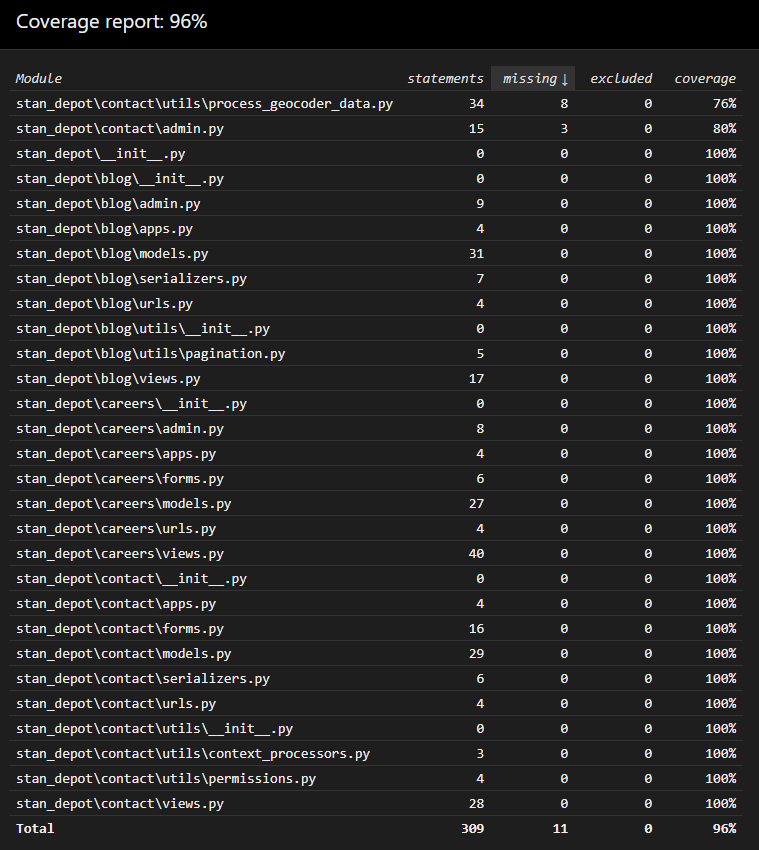 Coverage report: 96%
Module statements missing ↓ excluded coverage
stan_depot\contact\utils\process_geocoder_data.py 34 8 0 76%
stan_depot\contact\admin.py 15 3 0 80%
stan_depot\__init__.py 0 0 0 100%
stan_depot\blog\__init__.py 0 0 0 100%
stan_depot\blog\admin.py 9 0 0 100%
stan_depot\blog\apps.py 4 0 0 100%
stan_depot\blog\models.py 31 0 0 100%
stan_depot\blog\serializers.py 7 0 0 100%
stan_depot\blog\urls.py 4 0 0 100%
stan_depot\blog\utils\__init__.py 0 0 0 100%
stan_depot\blog\utils\pagination.py 5 0 0 100%
stan_depot\blog\views.py 17 0 0 100%
stan_depot\careers\__init__.py 0 0 0 100%
stan_depot\careers\admin.py 8 0 0 100%
stan_depot\careers\apps.py 4 0 0 100%
stan_depot\careers\forms.py 6 0 0 100%
stan_depot\careers\models.py 27 0 0 100%
stan_depot\careers\urls.py 4 0 0 100%
stan_depot\careers\views.py 40 0 0 100%
stan_depot\contact\__init__.py 0 0 0 100%
stan_depot\contact\apps.py 4 0 0 100%
stan_depot\contact\forms.py 16 0 0 100%
stan_depot\contact\models.py 29 0 0 100%
stan_depot\contact\serializers.py 6 0 0 100%
stan_depot\contact\urls.py 4 0 0 100%
stan_depot\contact\utils\__init__.py 0 0 0 100%
stan_depot\contact\utils\context_processors.py 3 0 0 100%
stan_depot\contact\utils\permissions.py 4 0 0 100%
stan_depot\contact\views.py 28 0 0 100%
Total 309 11 0 96%